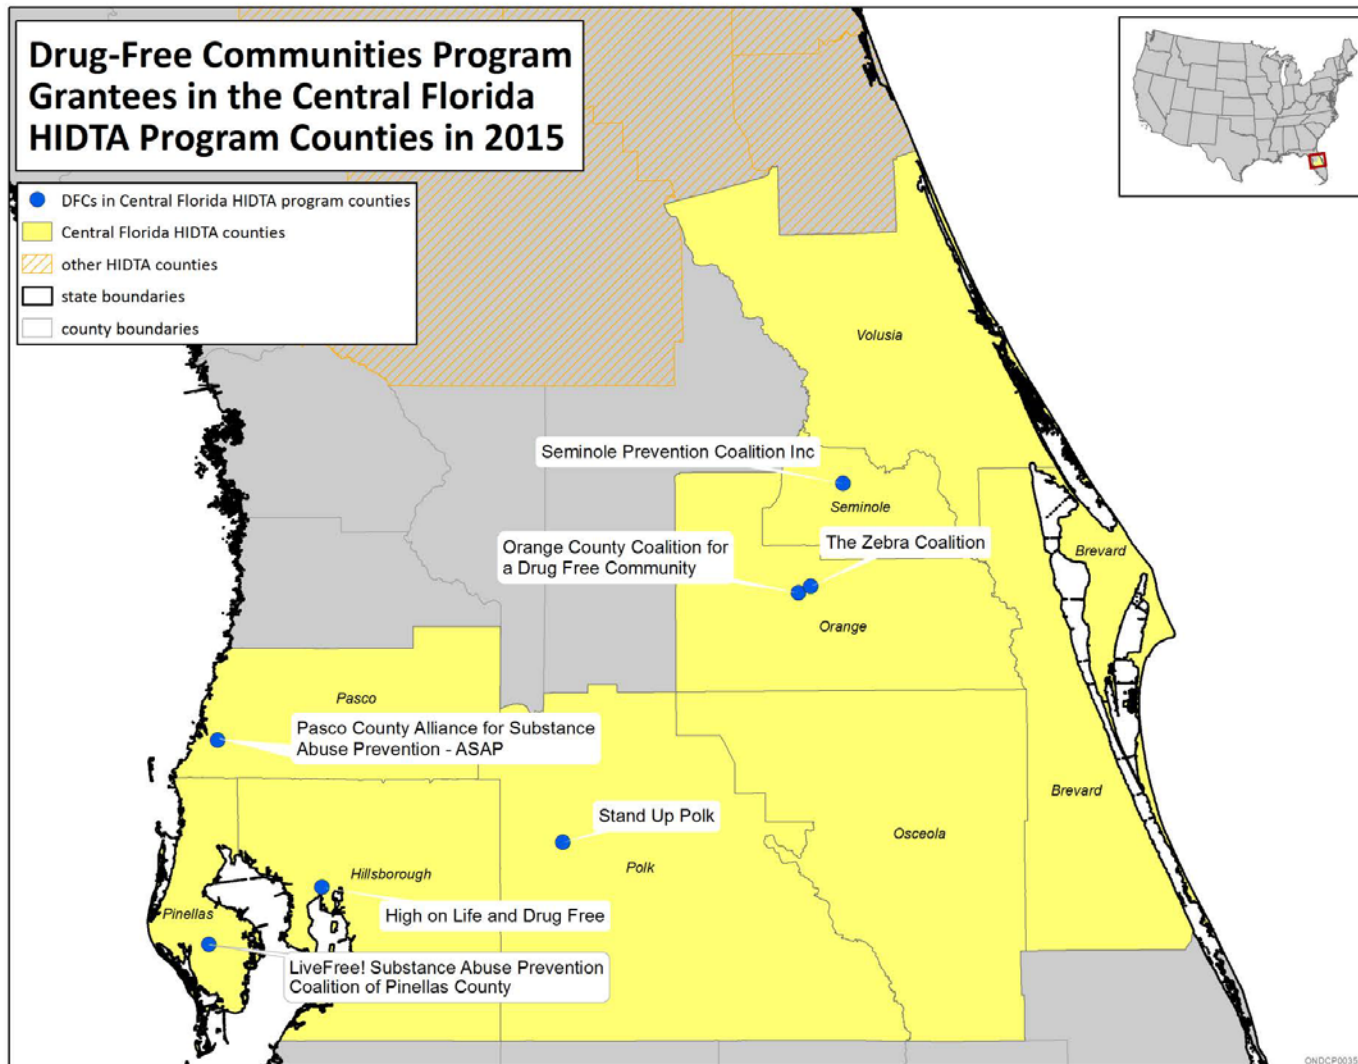 Drug-Free Communities Program
Grantees in the Central Florida
HIDTA Program Counties in 2015
DFCs in Central Florida HIDTA program counties
Central Florida HIDTA counties
other HIDTA counties
state boundaries
county boundaries
Volusia
Seminole Prevention Coalition Inc
Seminole
Orange County Coalition for
a Drug Free Community
The Zebra Coalition
Brevard
Orange
Pasco
Pasco County Alliance for Substance
Abuse Prevention - ASAP
Brevard
Stand Up Polk
Osceola
Polk
Hillsborough
High on Life and Drug Free
Pinellas
LiveFree! Substance Abuse Prevention
Coalition of Pinellas County
ONDCP0035